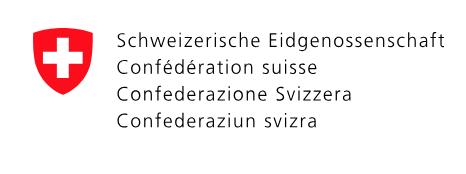 Schweizerische Eidgenossenschaft
Confédération suisse
Confederazione Svizzera
Confederaziun svizra